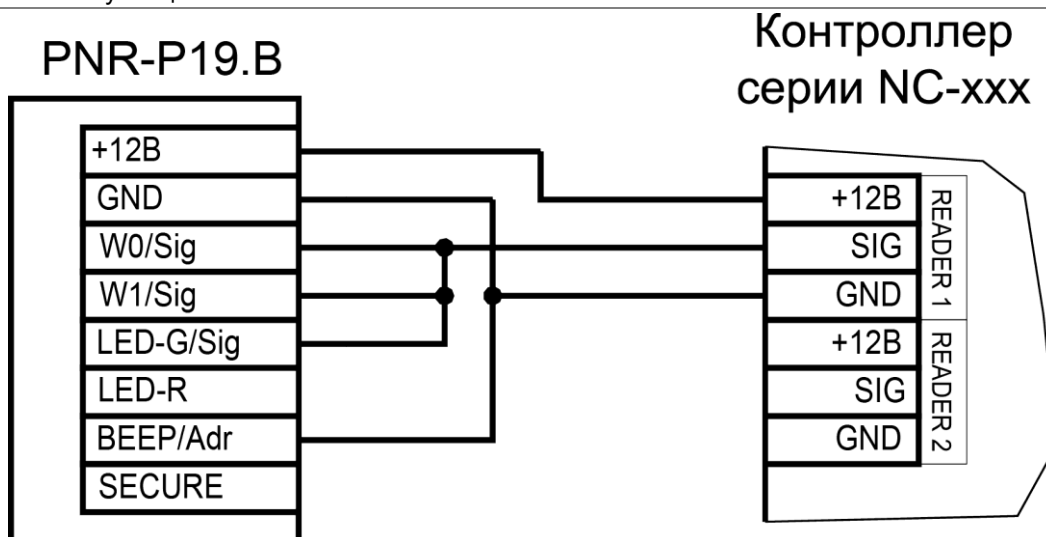 PNR-P19.B
Контроллер
серии NC-xxx
+12В
GND
W0/Sig
W1/Sig
LED-G/Sig
LED-R
BEEP/Adr
SECURE
+12В
SIG
GND
READER 1
+12В
SIG
GND
READER 2